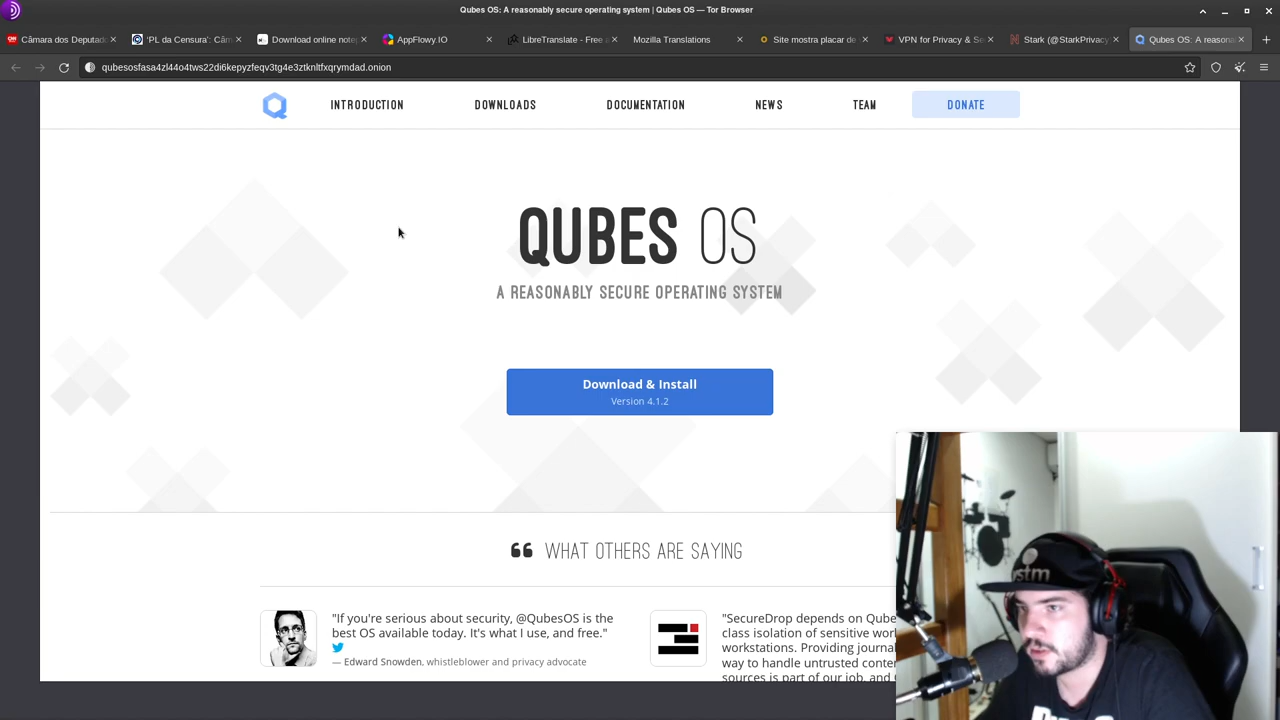 Qubes OS: A reasonably secure operating system | Qubes OS — Tor Browser
Câmara dos Deputad
'PL da Censura': Câm
Download online note
AppFlowy.IO
LibreTranslate - Free
Mozilla Translations
Site mostra placar de
VPN for Privacy & Se
Stark (@StarkPrivacy
Qubes OS: A reasona
qubesosfasa4zl44o4tws22di6kepyzfeqv3tg4e3ztknltfxqrymdad.onion
INTRODUCTION
DOWNLOADS
DOCUMENTATION
NEWS
TEAM
DONATE
QUBES OS
A REASONABLY SECURE OPERATING SYSTEM
Download & Install
Version 4.1.2
WHAT OTHERS ARE SAYING
"If you're serious about security, @QubesOS is the
best OS available today. It's what I use, and free."
— Edward Snowden, whistleblower and privacy advocate
"SecureDrop depends on Qube
class isolation of sensitive work
workstations. Providing journal
way to handle untrusted conter
sources is part of our job, and